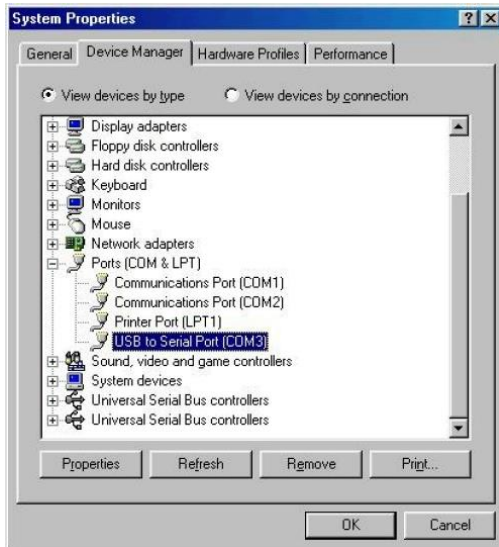 System Properties
General Device Manager Hardware Profiles Performance
View devices by type View devices by connection
Display adapters
Floppy disk controllers
Hard disk controllers
Keyboard
Monitors
Mouse
Network adapters
Ports (COM & LPT)
Communications Port (COM1)
Communications Port (COM2)
Printer Port (LPT1)
USB to Serial Port (COM3)
Sound, video and game controllers
System devices
Universal Serial Bus controllers
Universal Serial Bus controllers
Properties Refresh Remove Print...
OK Cancel